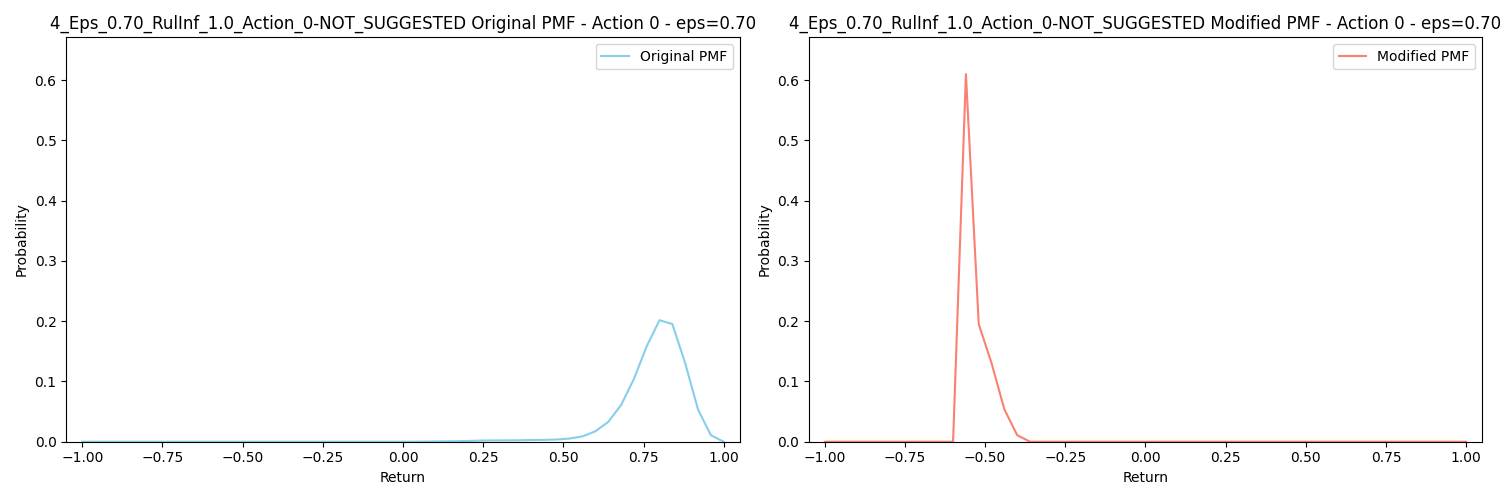 4_Eps_0.70_RulInf_1.0_Action_0-NOT_SUGGESTED Original PMF - Action 0 - eps=0.70
Original PMF
0.6
0.5
0.4
0.3
0.2
0.1
0.0
Probability
−1.00 −0.75 −0.50 −0.25 0.00 0.25 0.50 0.75 1.00
Return
4_Eps_0.70_RulInf_1.0_Action_0-NOT_SUGGESTED Modified PMF - Action 0 - eps=0.70
Modified PMF
0.6
0.5
0.4
0.3
0.2
0.1
0.0
Probability
−1.00 −0.75 −0.50 −0.25 0.00 0.25 0.50 0.75 1.00
Return